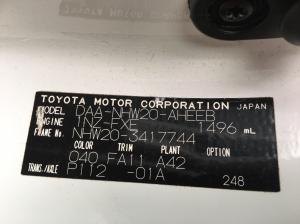 TOYOTA MOTOR CORPORATION JAPAN
MODEL DAA-NHW20-AHEEB
ENGINE 1NZ-FXE 1496 mL
FRAME No. NHW20-3417744
COLOR TRIM PLANT OPTION
040 FA11 A42
TRANS./AXLE P112 -01A
248